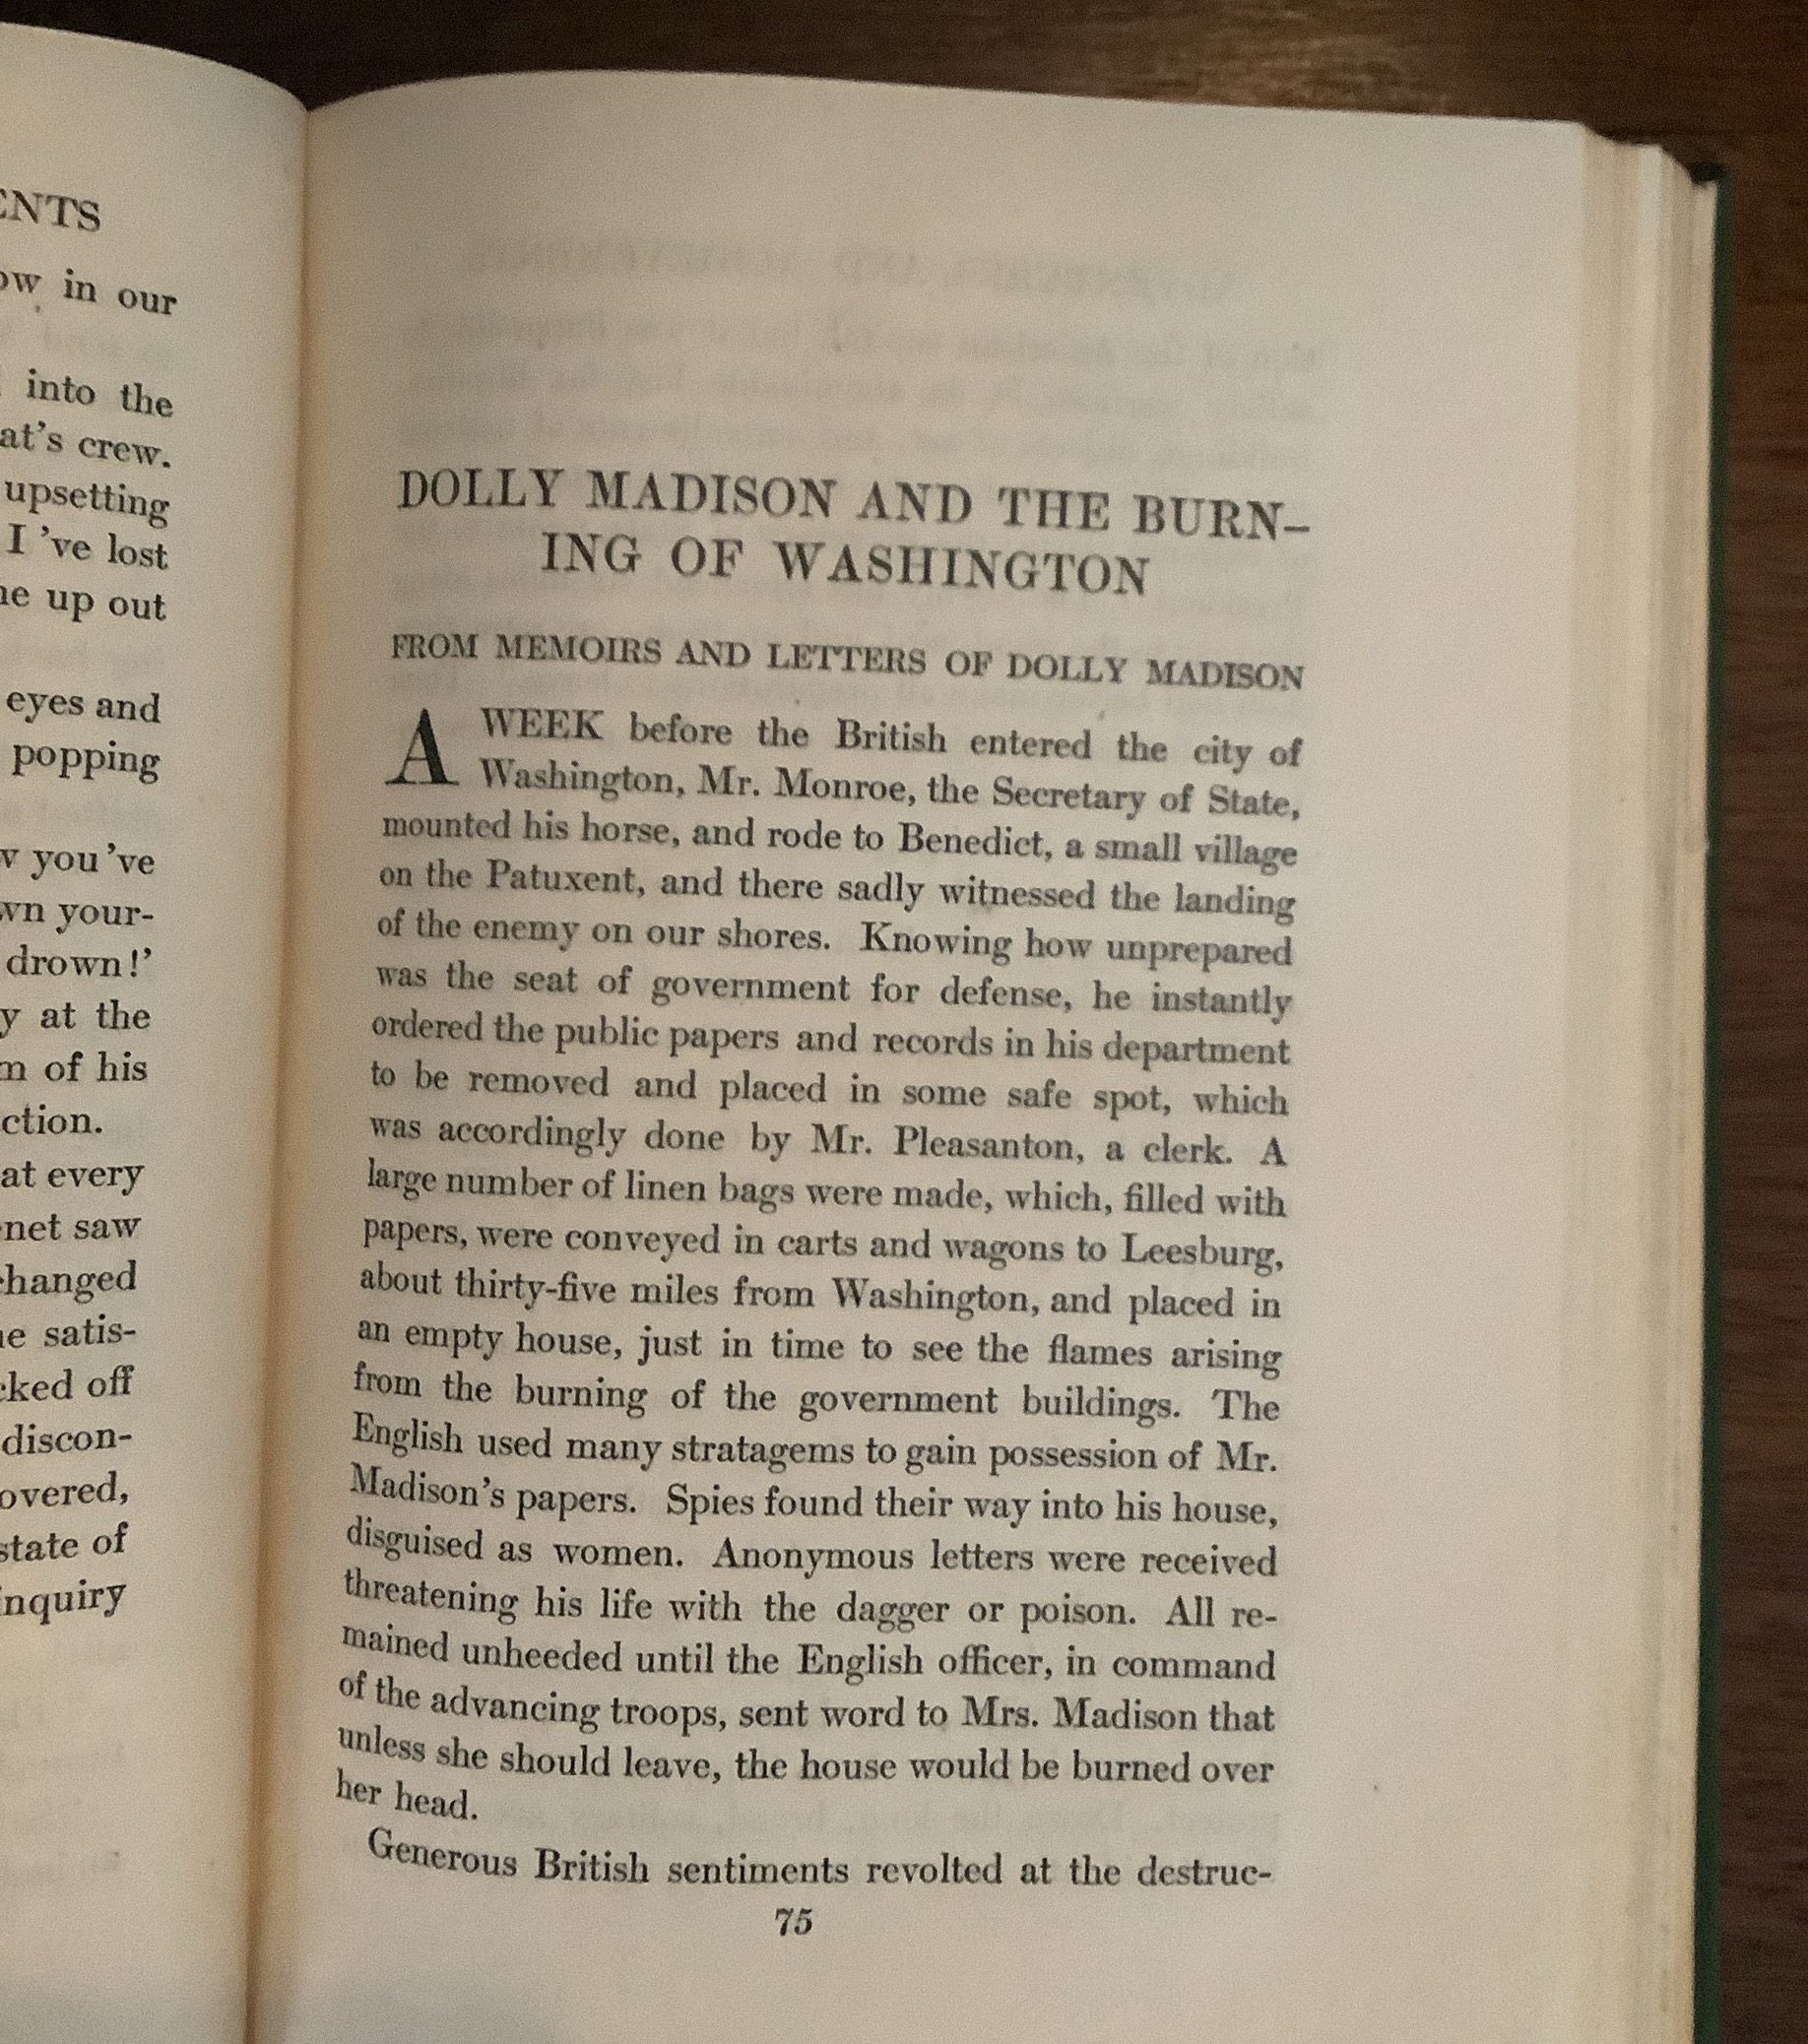 ENTS
ow in our
into the
at's crew.
upsetting
I 've lost
ne up out
eyes and
popping
w you 've
wn your-
drown!'
y at the
m of his
ction.
at every
net saw
changed
ne satis-
cked off
discon-
overed,
state of
inquiry
DOLLY MADISON AND THE BURN-
ING OF WASHINGTON
FROM MEMOIRS AND LETTERS OF DOLLY MADISON
A WEEK before the British entered the city of
Washington, Mr. Monroe, the Secretary of State,
mounted his horse, and rode to Benedict, a small village
on the Patuxent, and there sadly witnessed the landing
of the enemy on our shores. Knowing how unprepared
was the seat of government for defense, he instantly
ordered the public papers and records in his department
to be removed and placed in some safe spot, which
was accordingly done by Mr. Pleasanton, a clerk. A
large number of linen bags were made, which, filled with
papers, were conveyed in carts and wagons to Leesburg,
about thirty-five miles from Washington, and placed in
an empty house, just in time to see the flames arising
from the burning of the government buildings. The
English used many stratagems to gain possession of Mr.
Madison's papers. Spies found their way into his house,
disguised as women. Anonymous letters were received
threatening his life with the dagger or poison. All re-
mained unheeded until the English officer, in command
of the advancing troops, sent word to Mrs. Madison that
unless she should leave, the house would be burned over
her head.
Generous British sentiments revolted at the destruc-
75